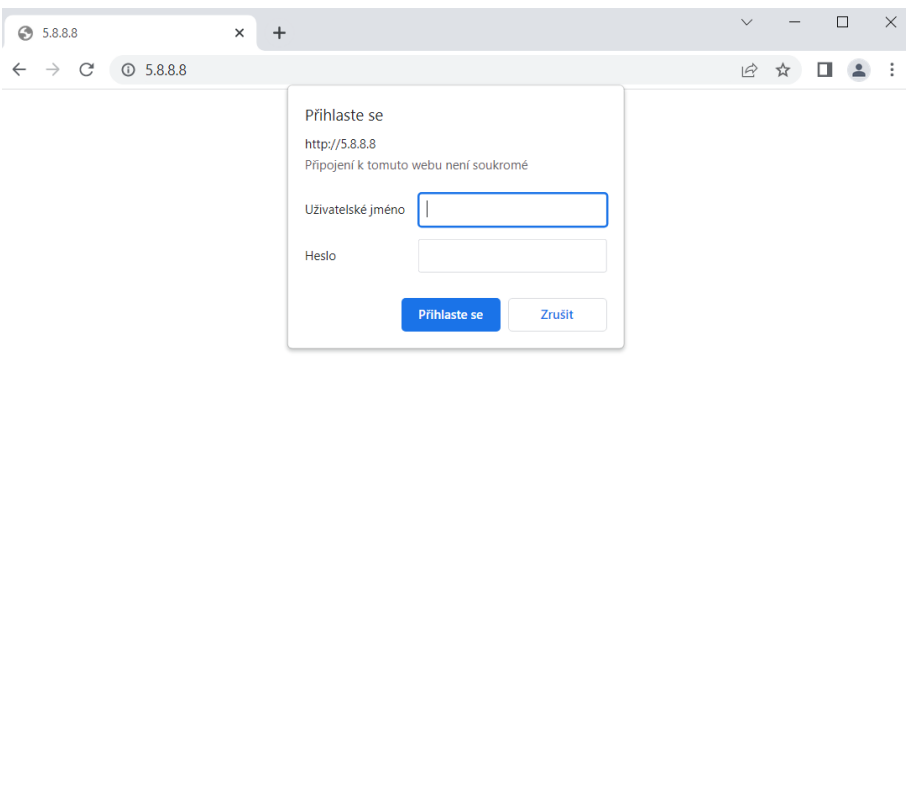 5.8.8.8
5.8.8.8
Přihlaste se
http://5.8.8.8
Připojení k tomuto webu není soukromé
Uživatelské jméno
Heslo
Přihlaste se Zrušit